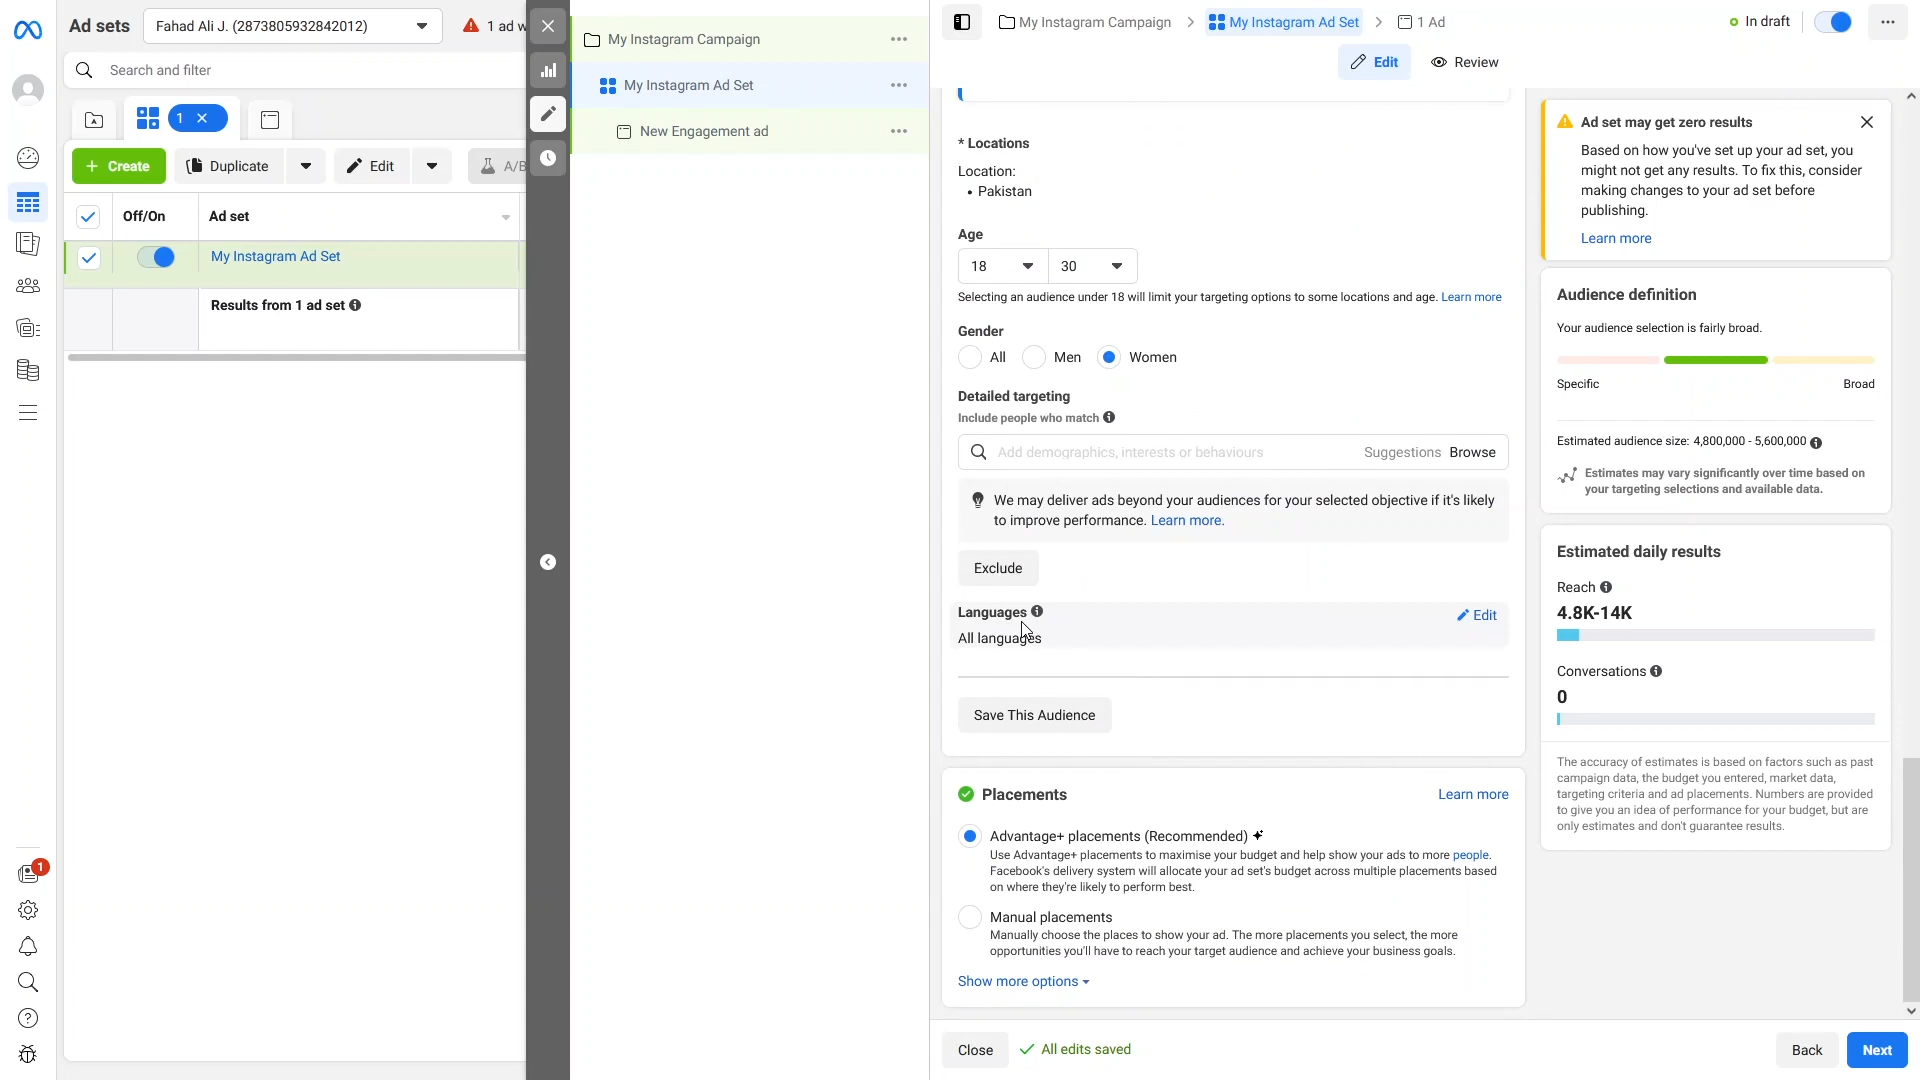 Ad sets
Fahad Ali J. (2873805932842012)
1 ad w
Search and filter
1
Create
Duplicate
Edit
A/B
Off/On
Ad set
My Instagram Ad Set
Results from 1 ad set
1
My Instagram Campaign
My Instagram Ad Set
New Engagement ad
My Instagram Campaign
My Instagram Ad Set
1 Ad
In draft
Edit
Review
* Locations
Location:
• Pakistan
Age
18
30
Selecting an audience under 18 will limit your targeting options to some locations and age. Learn more
Gender
All
Men
Women
Detailed targeting
Include people who match
Add demographics, interests or behaviours
Suggestions
Browse
We may deliver ads beyond your audiences for your selected objective if it's likely
to improve performance. Learn more.
Exclude
Languages
Edit
All languages
Save This Audience
Placements
Learn more
Advantage+ placements (Recommended)
Use Advantage+ placements to maximise your budget and help show your ads to more people.
Facebook's delivery system will allocate your ad set's budget across multiple placements based
on where they're likely to perform best.
Manual placements
Manually choose the places to show your ad. The more placements you select, the more
opportunities you'll have to reach your target audience and achieve your business goals.
Show more options
Close
All edits saved
Back
Next
Ad set may get zero results
Based on how you've set up your ad set, you
might not get any results. To fix this, consider
making changes to your ad set before
publishing.
Learn more
Audience definition
Your audience selection is fairly broad.
Specific
Broad
Estimated audience size: 4,800,000 - 5,600,000
Estimates may vary significantly over time based on
your targeting selections and available data.
Estimated daily results
Reach
4.8K-14K
Conversations
0
The accuracy of estimates is based on factors such as past
campaign data, the budget you entered, market data,
targeting criteria and ad placements. Numbers are provided
to give you an idea of performance for your budget, but are
only estimates and don't guarantee results.